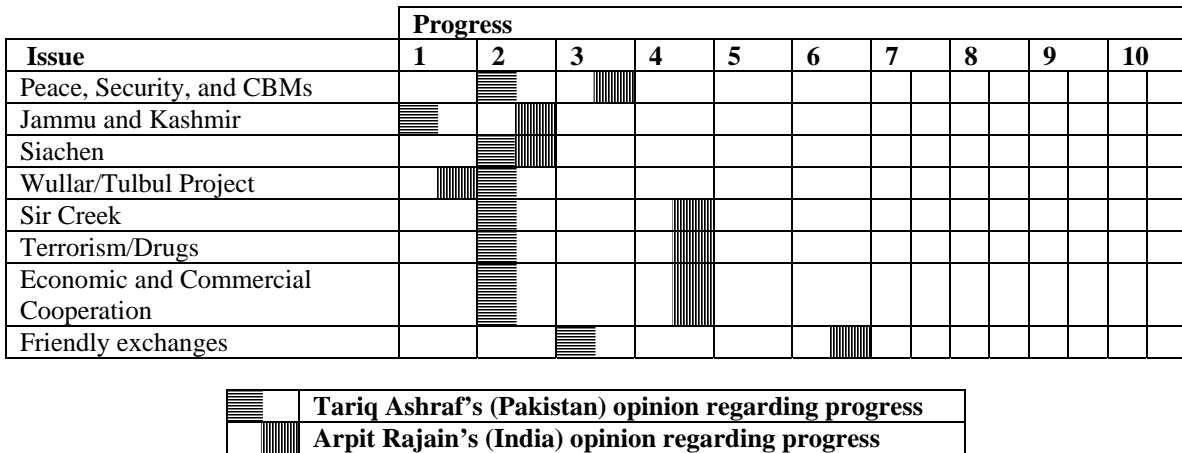 Progress
Issue 1 2 3 4 5 6 7 8 9 10
Peace, Security, and CBMs
Jammu and Kashmir
Siachen
Wullar/Tulbul Project
Sir Creek
Terrorism/Drugs
Economic and Commercial
Cooperation
Friendly exchanges
Tariq Ashraf's (Pakistan) opinion regarding progress
Arpit Rajain's (India) opinion regarding progress